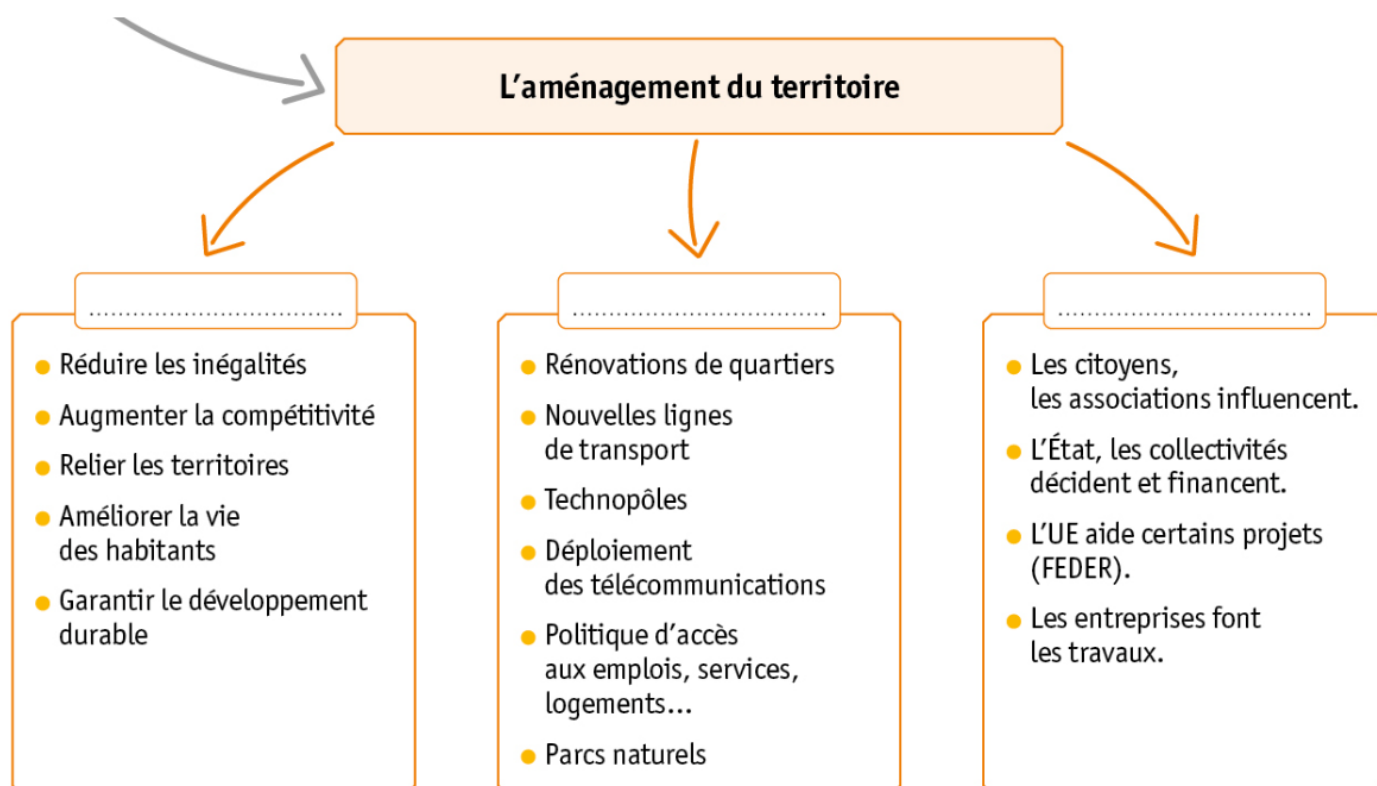 L'aménagement du territoire
................................
Réduire les inégalités
Augmenter la compétitivité
Relier les territoires
Améliorer la vie
des habitants
Garantir le développement
durable
................................
Rénovations de quartiers
Nouvelles lignes
de transport
Technopôles
Déploiement
des télécommunications
Politique d'accès
aux emplois, services,
logements...
Parcs naturels
................................
Les citoyens,
les associations influencent.
L'État, les collectivités
décident et financent.
L'UE aide certains projets
(FEDER).
Les entreprises font
les travaux.